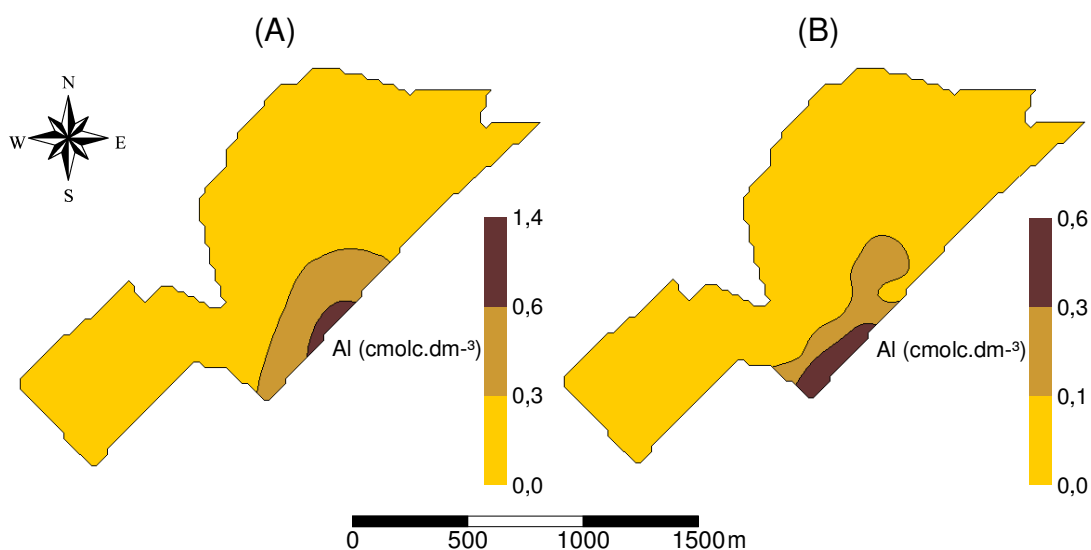 (A) (B)
N
W E
S
1,4
0,6
Al (cmolc.dm-³)
0,3
0,0
0,6
0,3
Al (cmolc.dm-³)
0,1
0,0
0 500 1000 1500 m